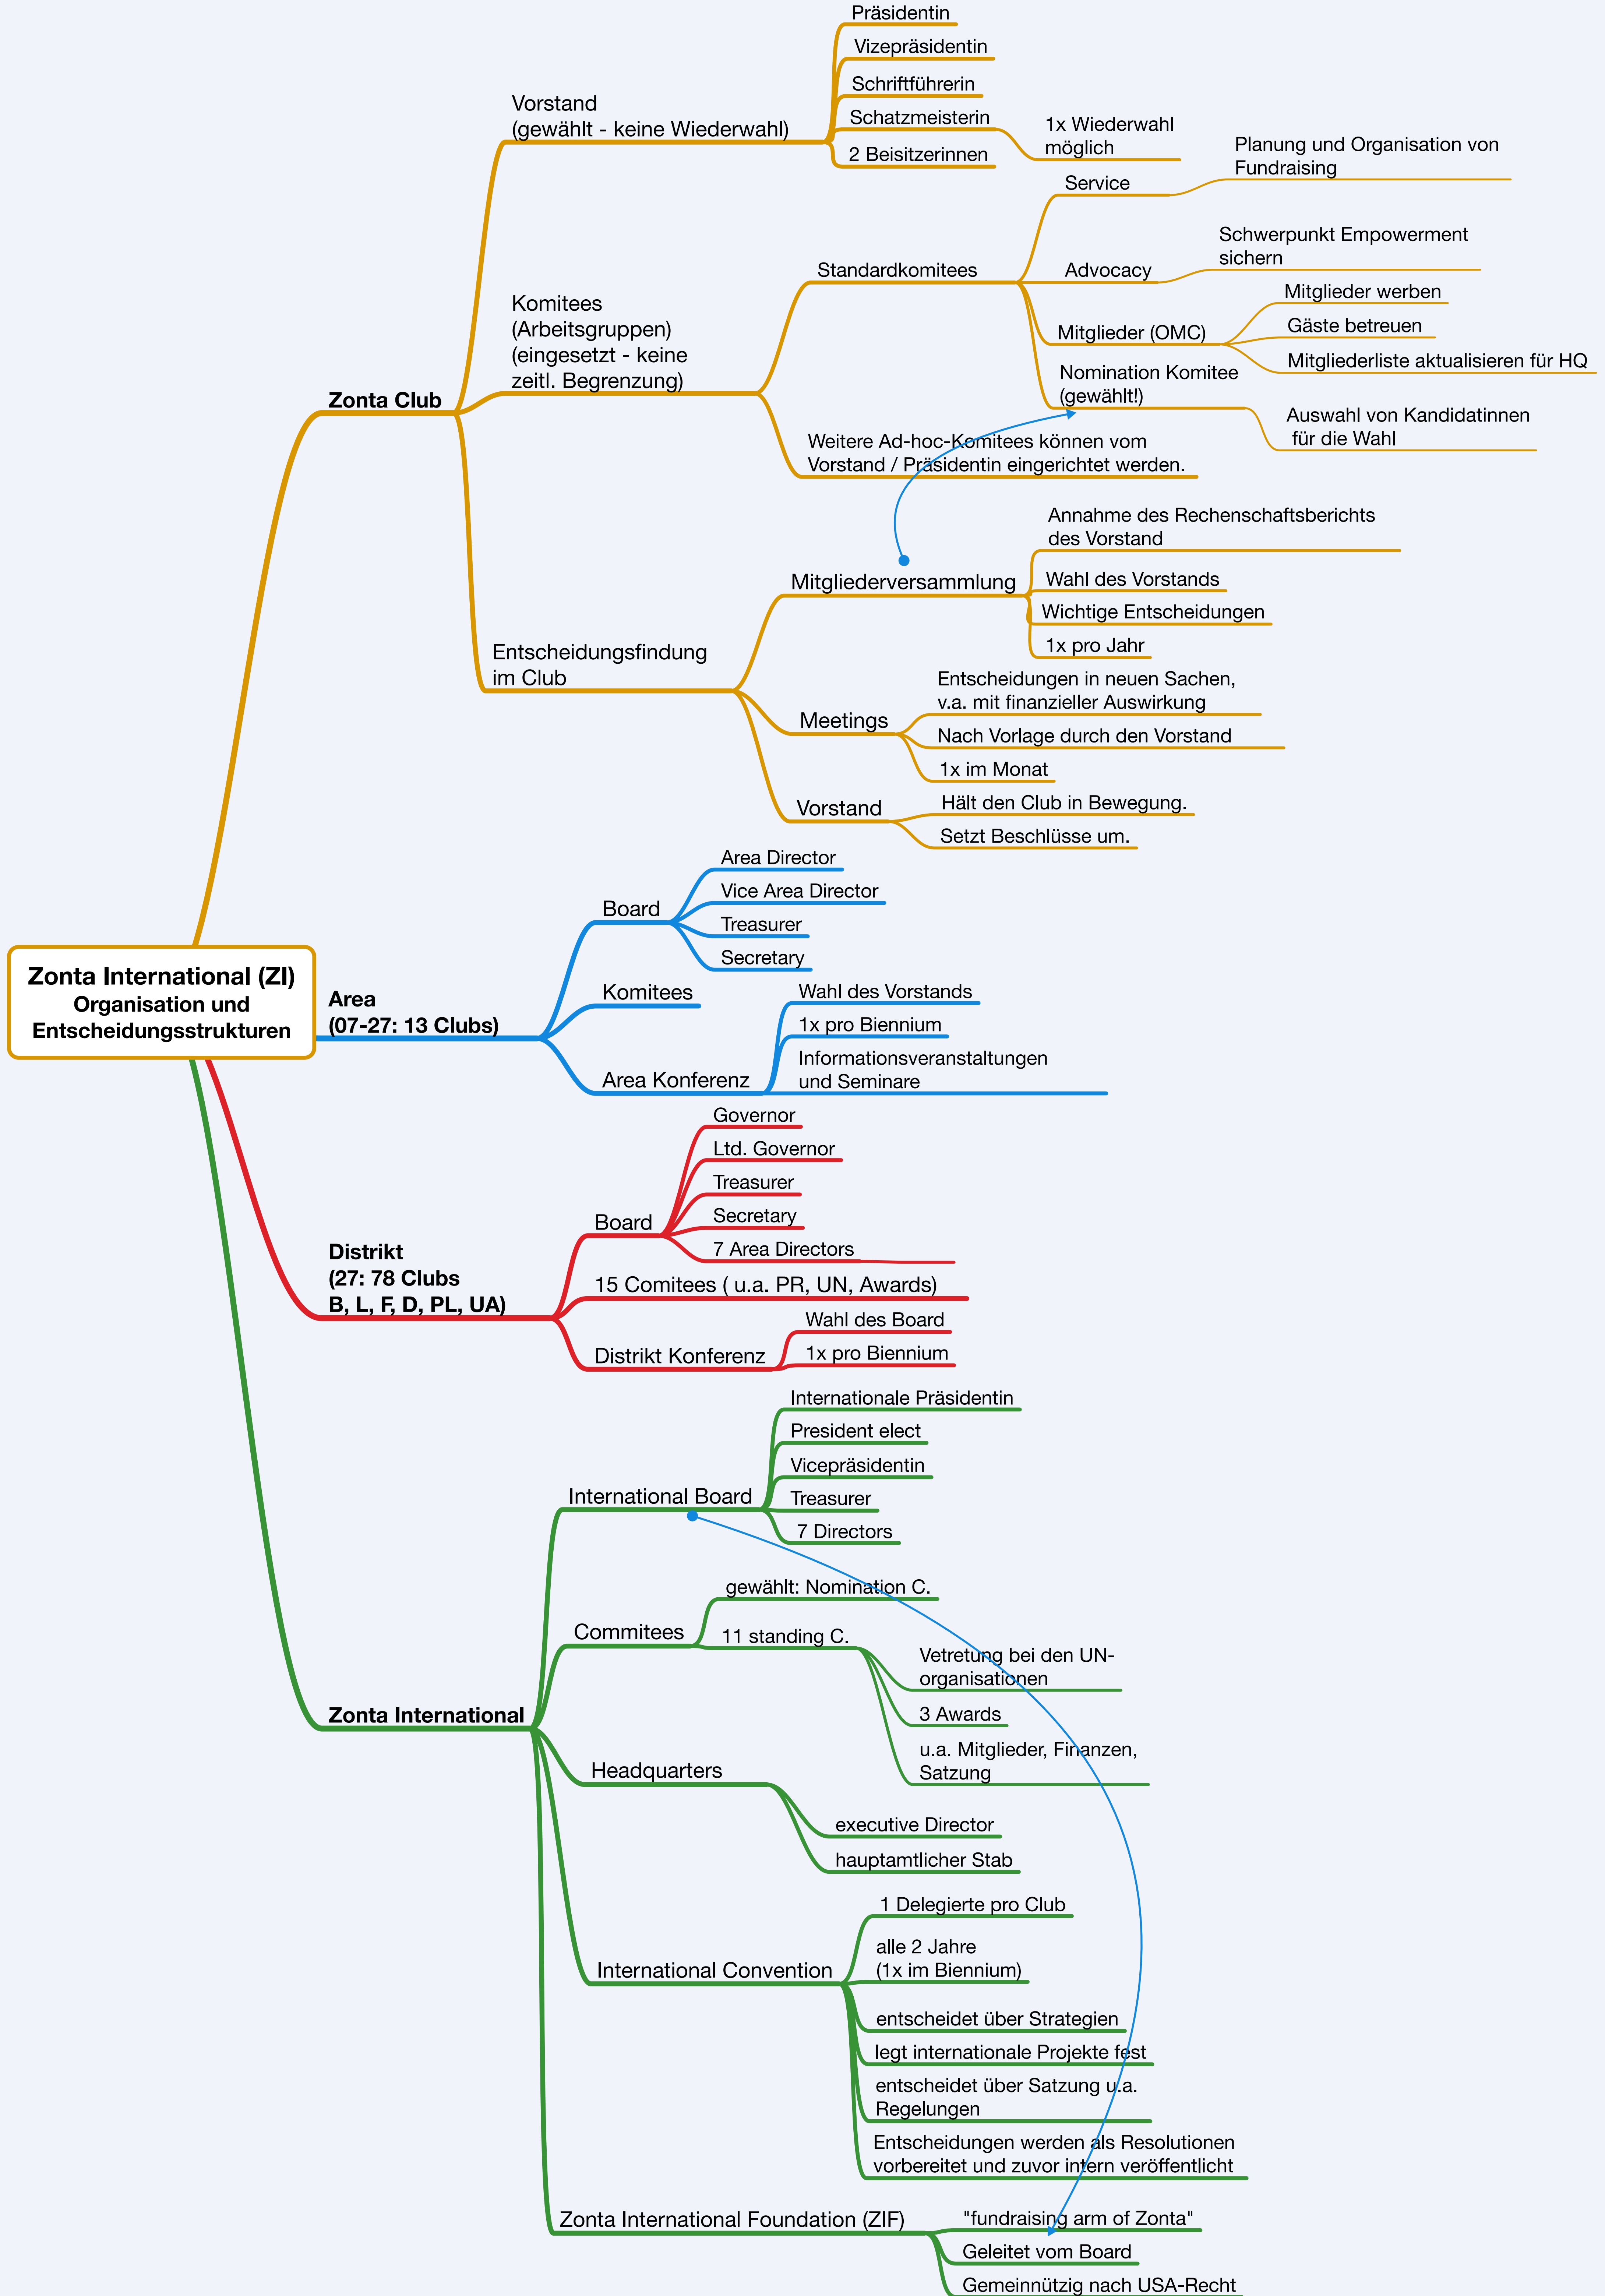 Zonta International (ZI)
Organisation und
Entscheidungsstrukturen
Zonta Club
Vorstand
(gewählt - keine Wiederwahl)
Präsidentin
Vizepräsidentin
Schriftführerin
Schatzmeisterin
1x Wiederwahl
möglich
2 Beisitzerinnen
Komitees
(Arbeitsgruppen)
(eingesetzt - keine
zeitl. Begrenzung)
Standardkomitees
Service
Planung und Organisation von
Fundraising
Advocacy
Schwerpunkt Empowerment
sichern
Mitglieder (OMC)
Mitglieder werben
Gäste betreuen
Mitgliederliste aktualisieren für HQ
Nomination Komitee
(gewählt!)
Auswahl von Kandidatinnen
für die Wahl
Weitere Ad-hoc-Komitees können vom
Vorstand / Präsidentin eingerichtet werden.
Entscheidungsfindung
im Club
Mitgliederversammlung
Annahme des Rechenschaftsberichts
des Vorstand
Wahl des Vorstands
Wichtige Entscheidungen
1x pro Jahr
Meetings
Entscheidungen in neuen Sachen,
v.a. mit finanzieller Auswirkung
Nach Vorlage durch den Vorstand
1x im Monat
Vorstand
Hält den Club in Bewegung.
Setzt Beschlüsse um.
Area
(07-27: 13 Clubs)
Board
Area Director
Vice Area Director
Treasurer
Secretary
Komitees
Area Konferenz
Wahl des Vorstands
1x pro Biennium
Informationsveranstaltungen
und Seminare
Distrikt
(27: 78 Clubs
B, L, F, D, PL, UA)
Board
Governor
Ltd. Governor
Treasurer
Secretary
7 Area Directors
15 Comitees ( u.a. PR, UN, Awards)
Distrikt Konferenz
Wahl des Board
1x pro Biennium
Zonta International
International Board
Internationale Präsidentin
President elect
Vicepräsidentin
Treasurer
7 Directors
Commitees
gewählt: Nomination C.
11 standing C.
Vetretung bei den UN-
organisationen
3 Awards
u.a. Mitglieder, Finanzen,
Satzung
Headquarters
executive Director
hauptamtlicher Stab
International Convention
1 Delegierte pro Club
alle 2 Jahre
(1x im Biennium)
entscheidet über Strategien
legt internationale Projekte fest
entscheidet über Satzung u.a.
Regelungen
Entscheidungen werden als Resolutionen
vorbereitet und zuvor intern veröffentlicht
Zonta International Foundation (ZIF)
"fundraising arm of Zonta"
Geleitet vom Board
Gemeinnützig nach USA-Recht